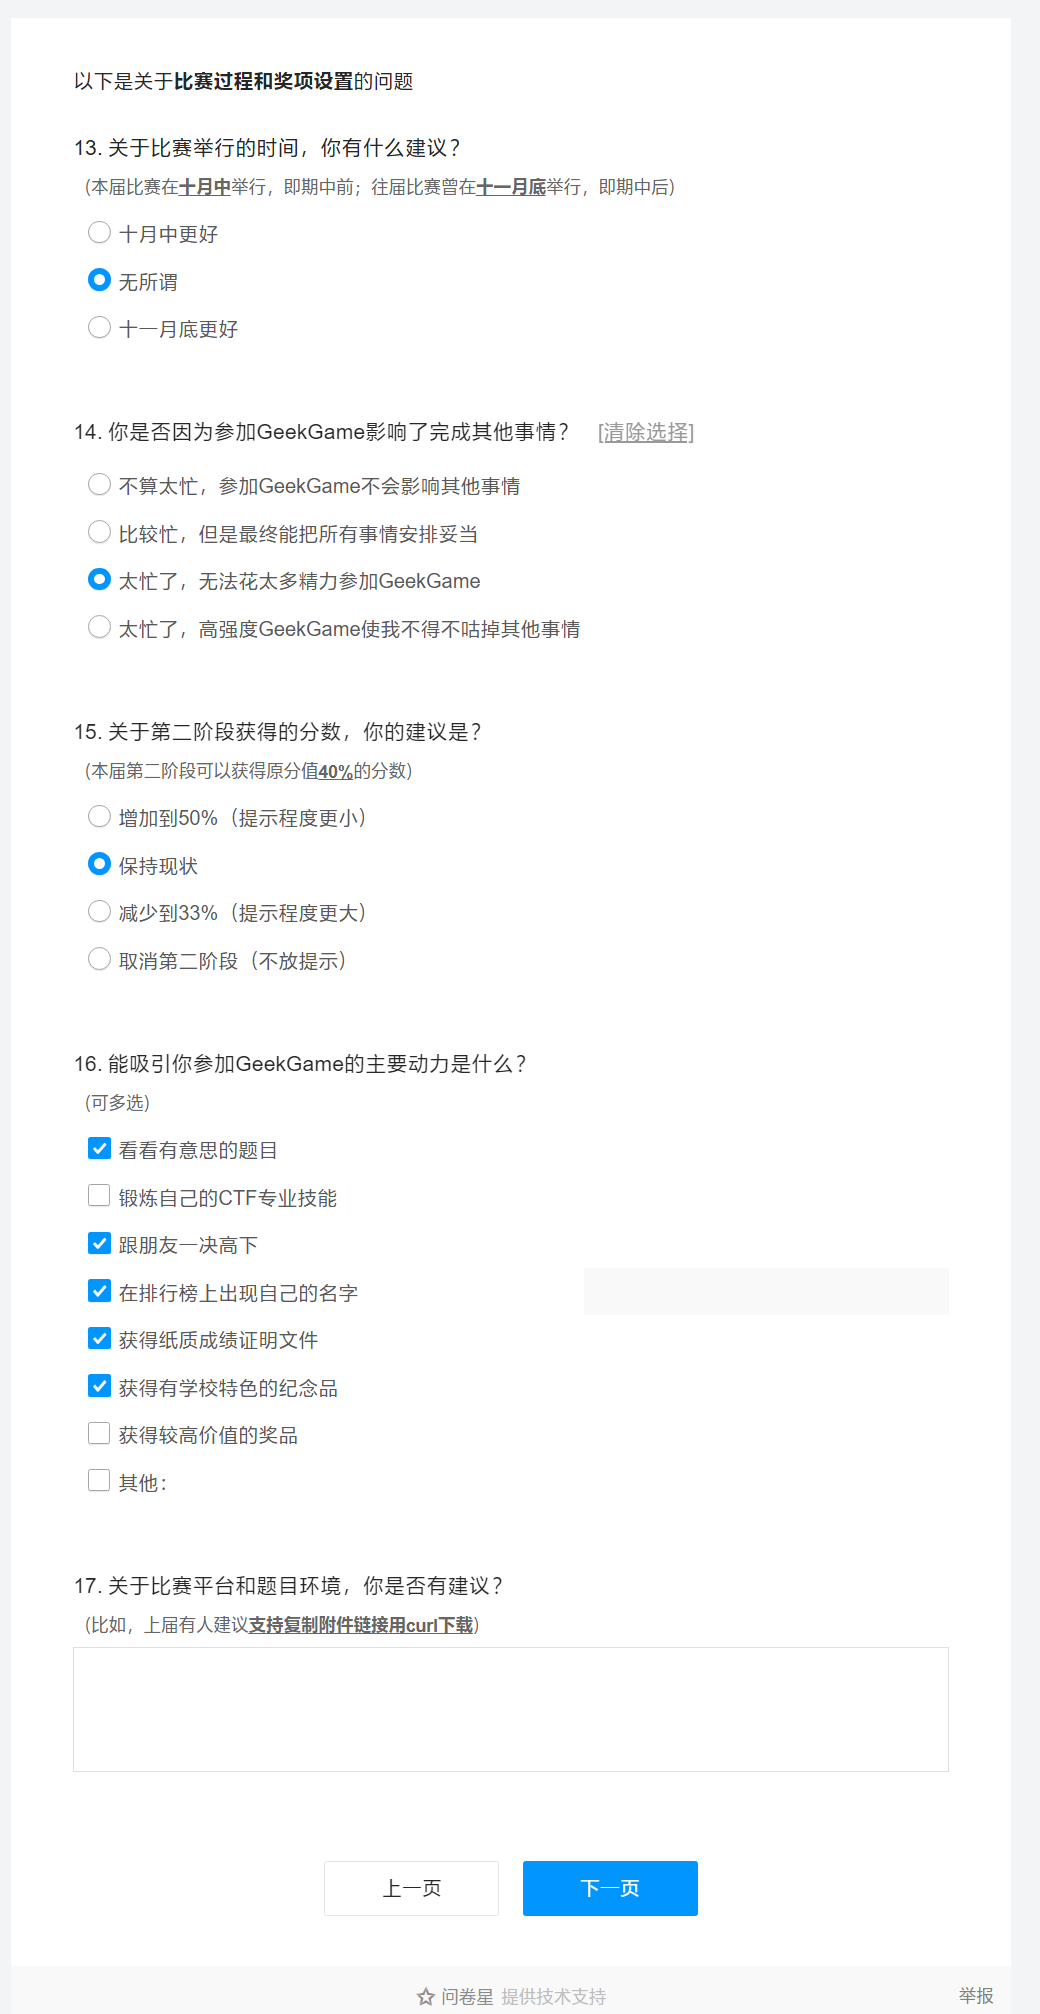 以下是关于比赛过程和奖项设置的问题
13. 关于比赛举行的时间，你有什么建议？
(本届比赛在十月中举行，即期中前；往届比赛曾在十一月底举行，即期中后)
十月中更好
无所谓
十一月底更好
14. 你是否因为参加GeekGame影响了完成其他事情？ [清除选择]
不算太忙，参加GeekGame不会影响其他事情
比较忙，但是最终能把所有事情安排妥当
太忙了，无法花太多精力参加GeekGame
太忙了，高强度GeekGame使我不得不咕掉其他事情
15. 关于第二阶段获得的分数，你的建议是？
(本届第二阶段可以获得原分值40%的分数)
增加到50%（提示程度更小）
保持现状
减少到33%（提示程度更大）
取消第二阶段（不放提示）
16. 能吸引你参加GeekGame的主要动力是什么？
(可多选)
看看有意思的题目
锻炼自己的CTF专业技能
跟朋友一决高下
在排行榜上出现自己的名字
获得纸质成绩证明文件
获得有学校特色的纪念品
获得较高价值的奖品
其他：
17. 关于比赛平台和题目环境，你是否有建议？
(比如，上届有人建议支持复制附件链接用curl下载)
上一页 下一页
问卷星 提供技术支持 举报